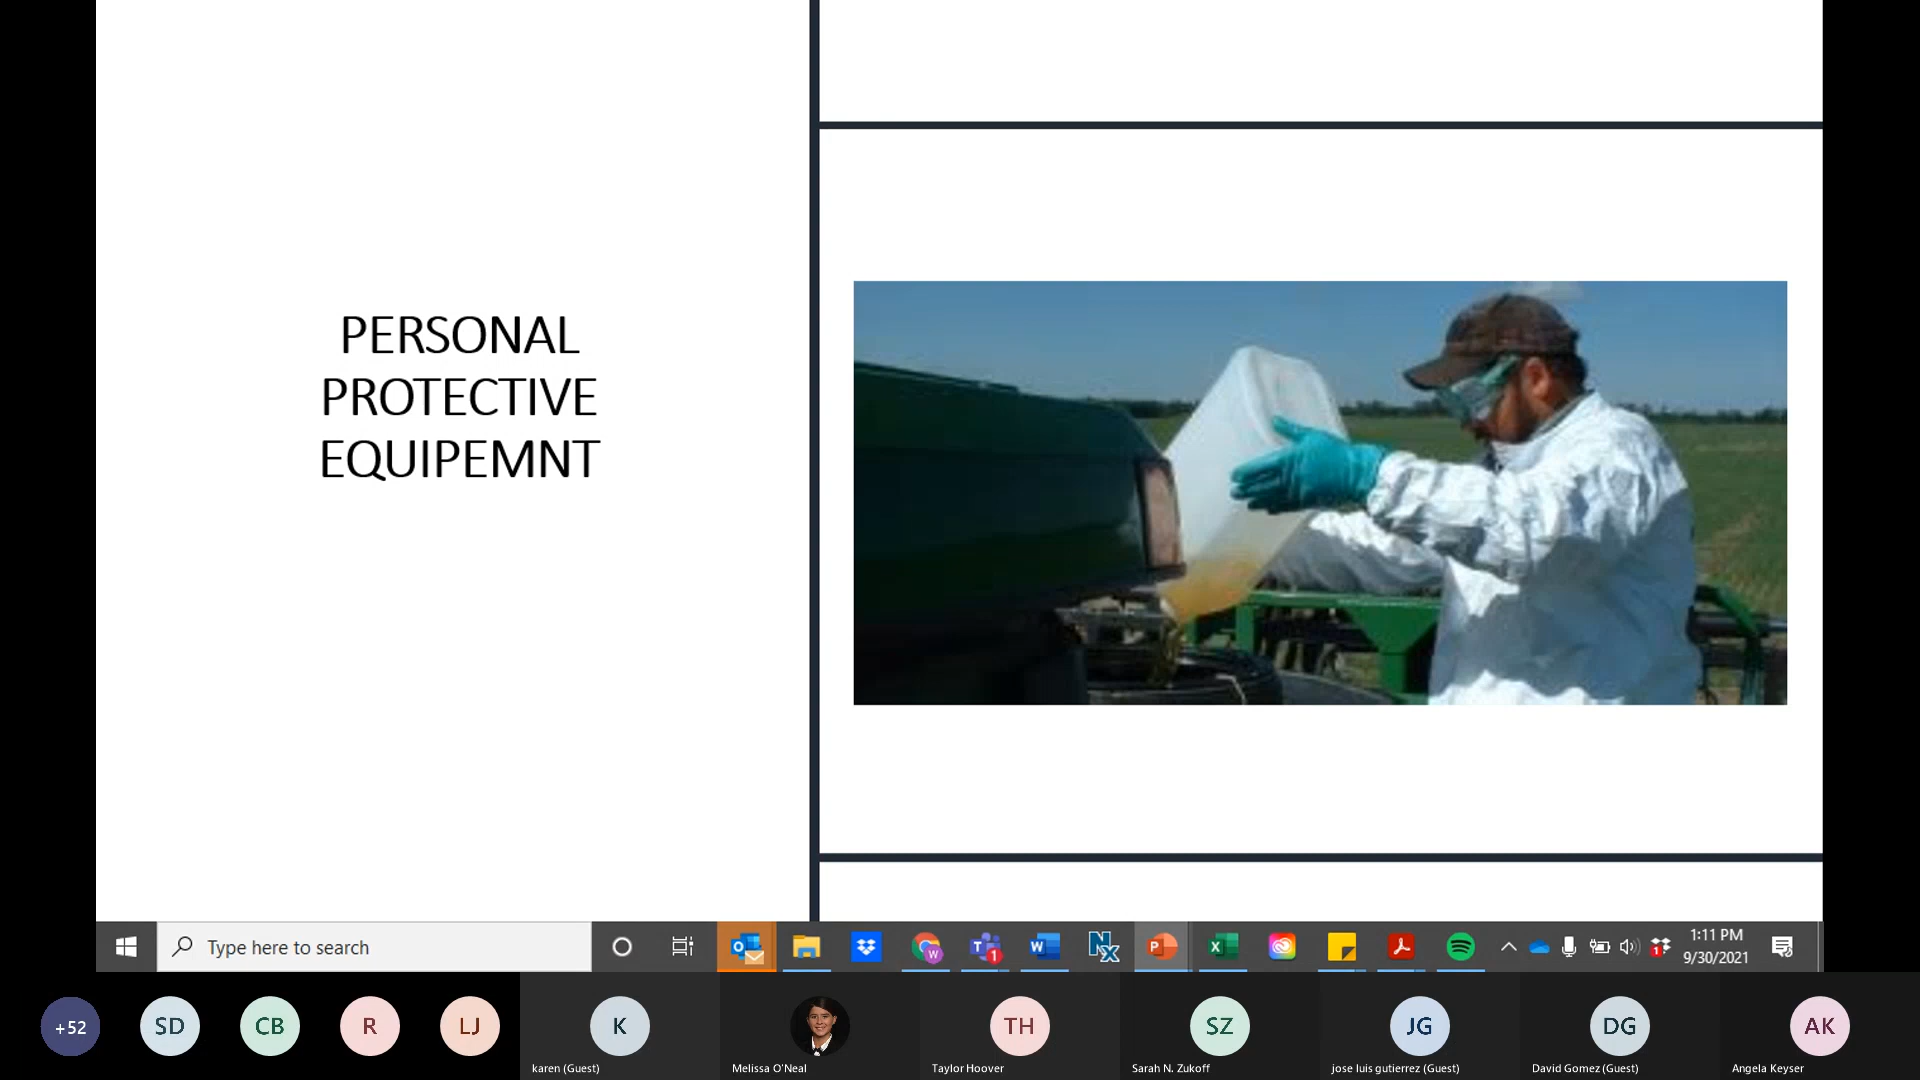 PERSONAL
PROTECTIVE
EQUIPEMNT
Type here to search
1:11 PM
9/30/2021
+52
SD
CB
R
LJ
K
TH
SZ
JG
DG
AK
karen (Guest)
Melissa O'Neal
Taylor Hoover
Sarah N. Zukoff
jose luis gutierrez (Guest)
David Gomez (Guest)
Angela Keyser